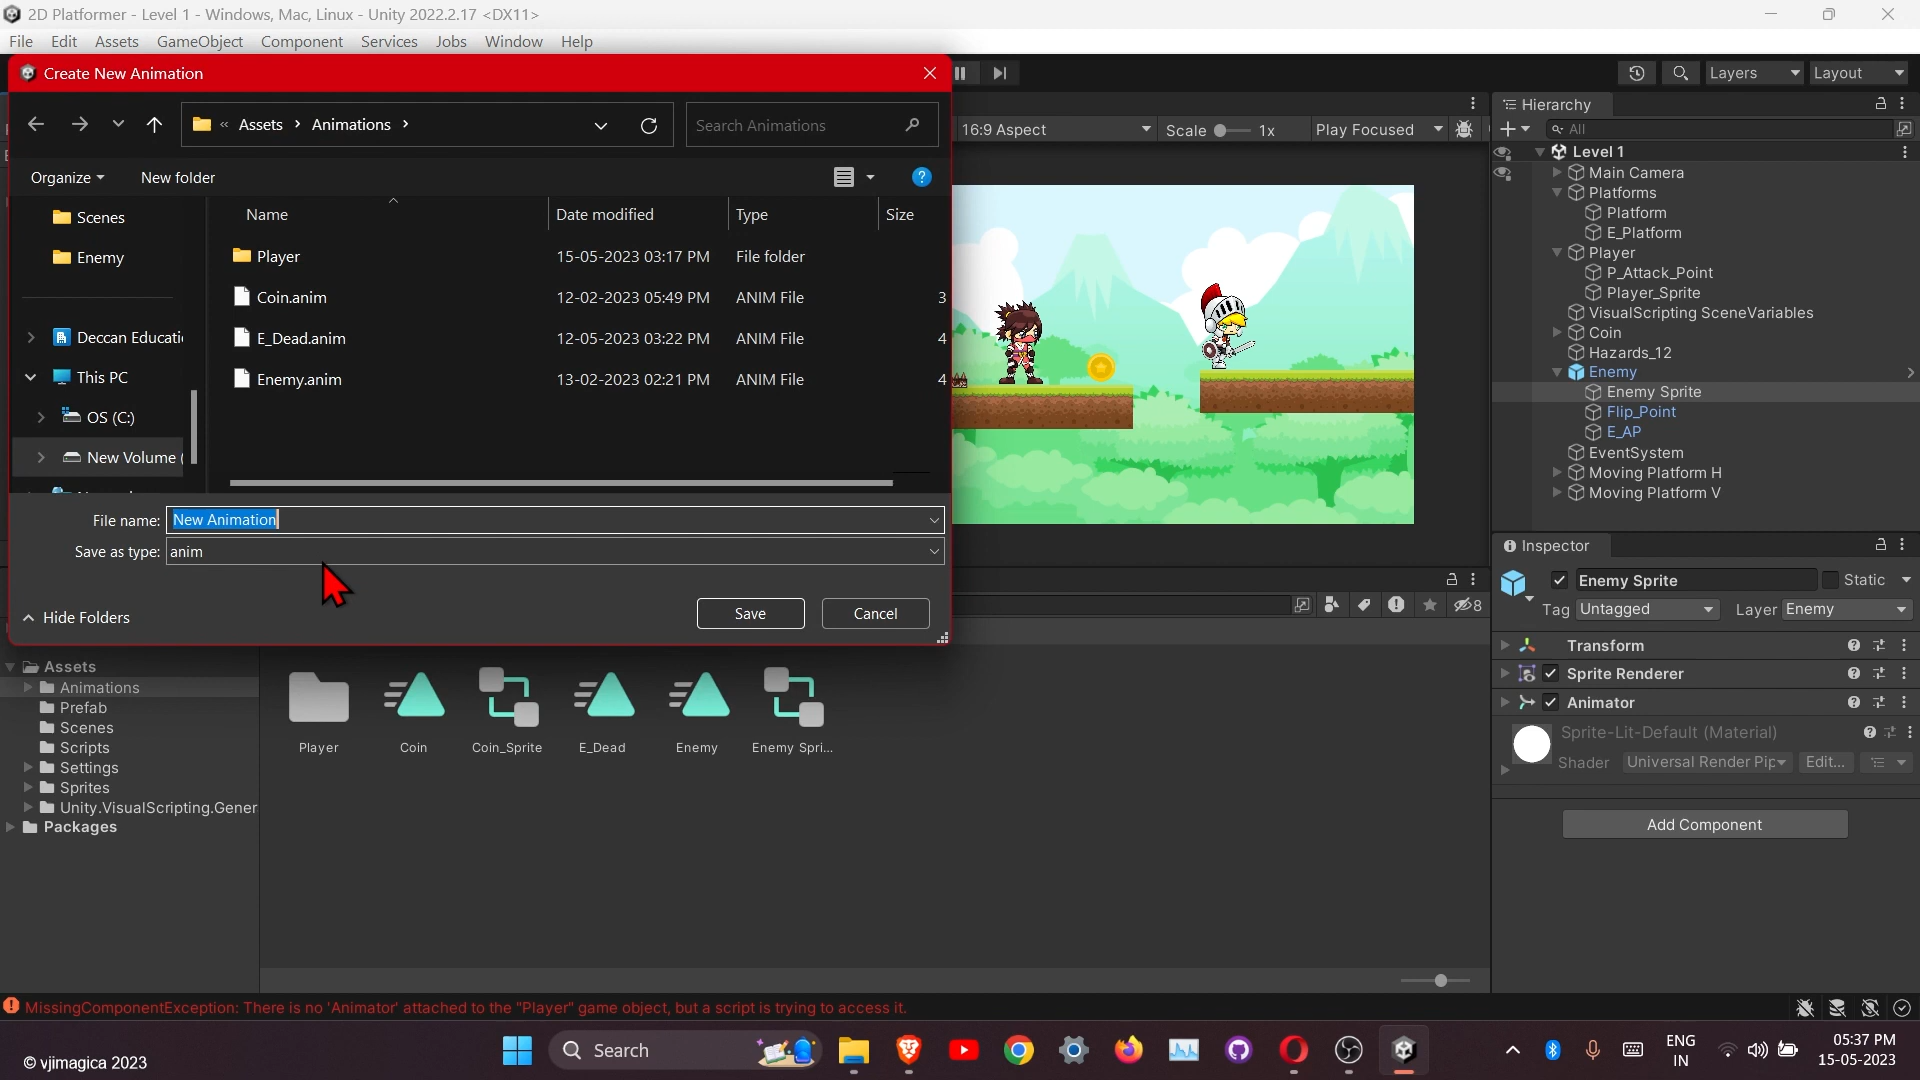 2D Platformer - Level 1 - Windows, Mac, Linux - Unity 2022.2.17 <DX11>
File Edit Assets GameObject Component Services Jobs Window Help
Create New Animation
Layers Layout
« Assets > Animations >
Search Animations
Hierarchy
16:9 Aspect Scale 1x Play Focused
All
Organize New folder
Level 1
Main Camera
Platforms
Platform
E_Platform
Player
P_Attack_Point
Player_Sprite
VisualScripting SceneVariables
Coin
Hazards_12
Enemy
Enemy Sprite
Flip_Point
E_AP
EventSystem
Moving Platform H
Moving Platform V
Scenes
Enemy
Deccan Educati
This PC
OS (C:)
New Volume (
Name Date modified Type Size
Player 15-05-2023 03:17 PM File folder
Coin.anim 12-02-2023 05:49 PM ANIM File 3
E_Dead.anim 12-05-2023 03:22 PM ANIM File 4
Enemy.anim 13-02-2023 02:21 PM ANIM File 4
File name: New Animation
Save as type: anim
Hide Folders Save Cancel
8
Inspector
Enemy Sprite Static
Tag Untagged Layer Enemy
Transform
Sprite Renderer
Animator
Sprite-Lit-Default (Material)
Shader Universal Render Pip Edit...
Add Component
Assets
Animations
Prefab
Scenes
Scripts
Settings
Sprites
Unity.VisualScripting.Gener
Packages
Player Coin Coin_Sprite E_Dead Enemy Enemy Spri...
MissingComponentException: There is no 'Animator' attached to the "Player" game object, but a script is trying to access it.
© vjimagica 2023
Search
ENG
IN
05:37 PM
15-05-2023